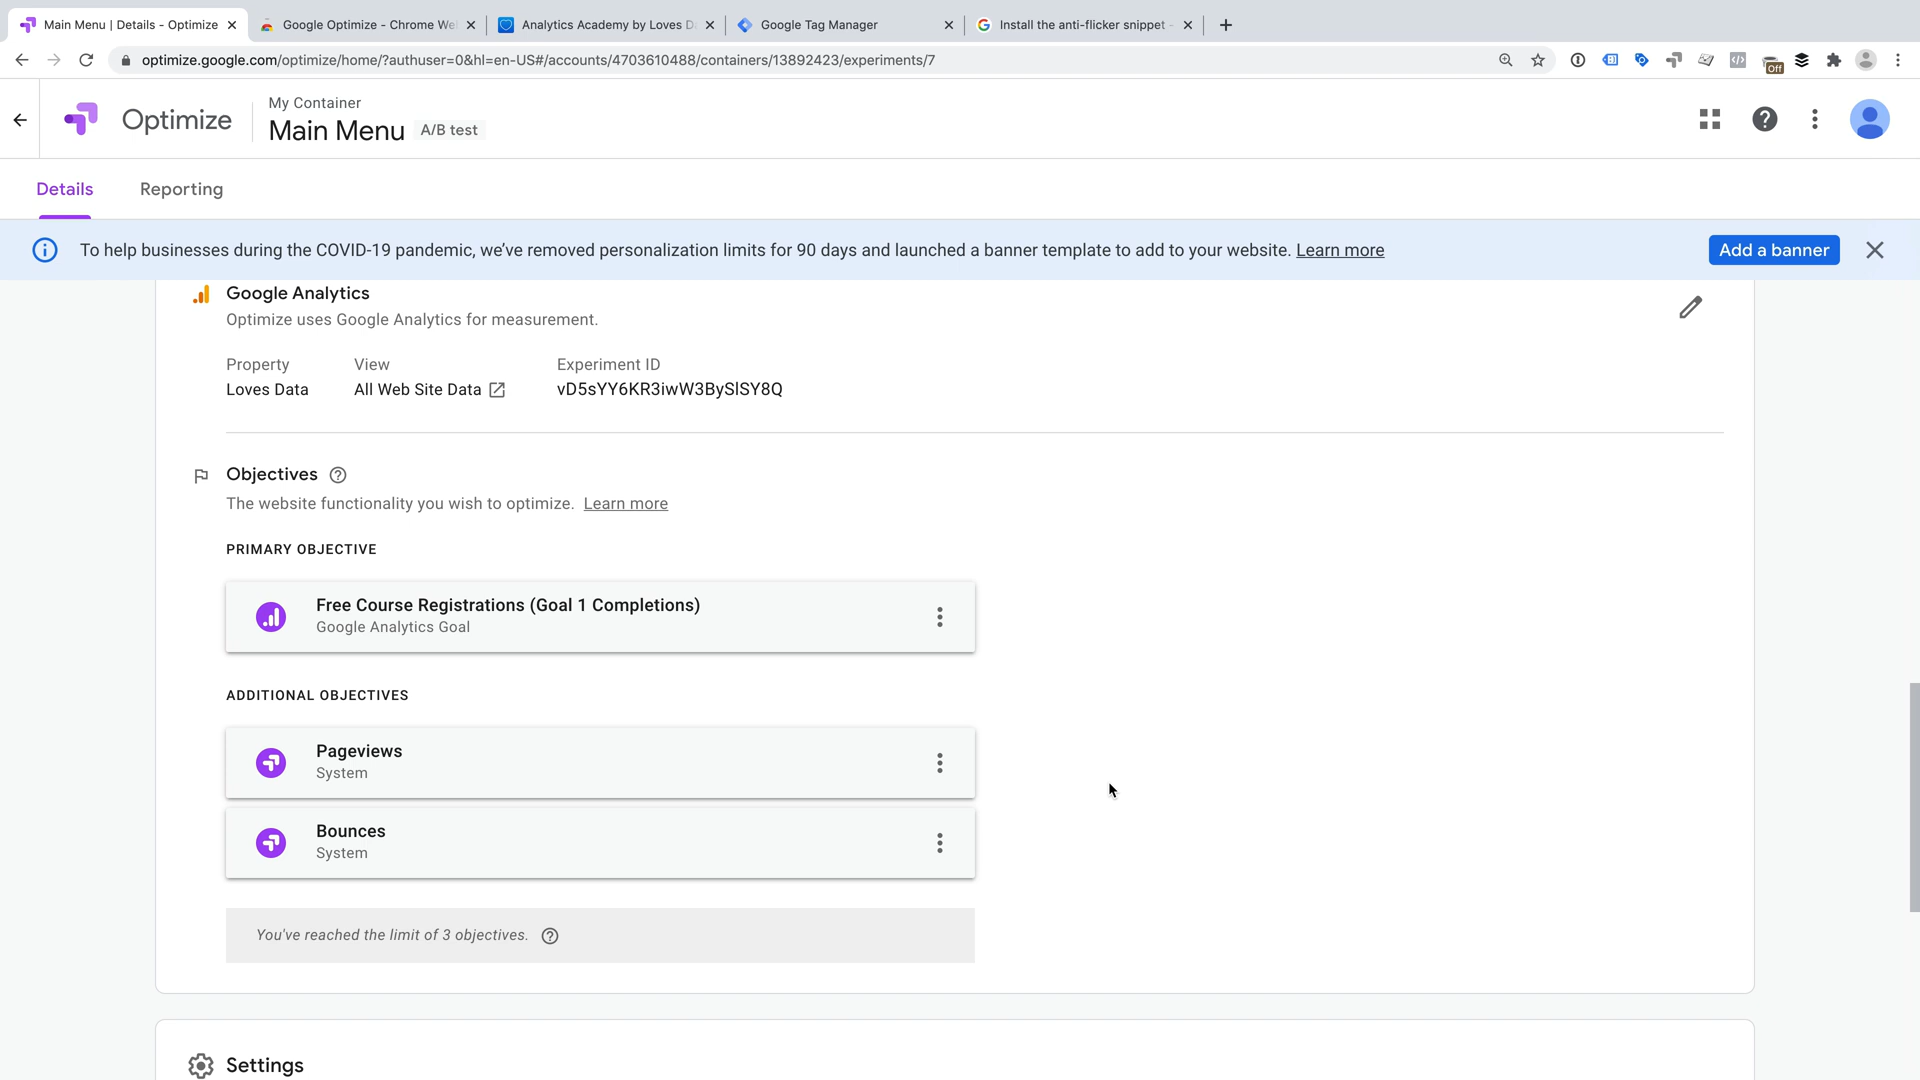 Main Menu | Details - Optimize
Google Optimize - Chrome We
Analytics Academy by Loves D
Google Tag Manager
Install the anti-flicker snippet -
optimize.google.com/optimize/home/?authuser=0&hl=en-US#/accounts/4703610488/containers/13892423/experiments/7
Off
Optimize
My Container
Main Menu
A/B test
Details
Reporting
To help businesses during the COVID-19 pandemic, we've removed personalization limits for 90 days and launched a banner template to add to your website. Learn more
Add a banner
Google Analytics
Optimize uses Google Analytics for measurement.
Property
View
Experiment ID
Loves Data
All Web Site Data
vD5sYY6KR3iwW3BySlSY8Q
Objectives
The website functionality you wish to optimize. Learn more
PRIMARY OBJECTIVE
Free Course Registrations (Goal 1 Completions)
Google Analytics Goal
ADDITIONAL OBJECTIVES
Pageviews
System
Bounces
System
You've reached the limit of 3 objectives.
Settings